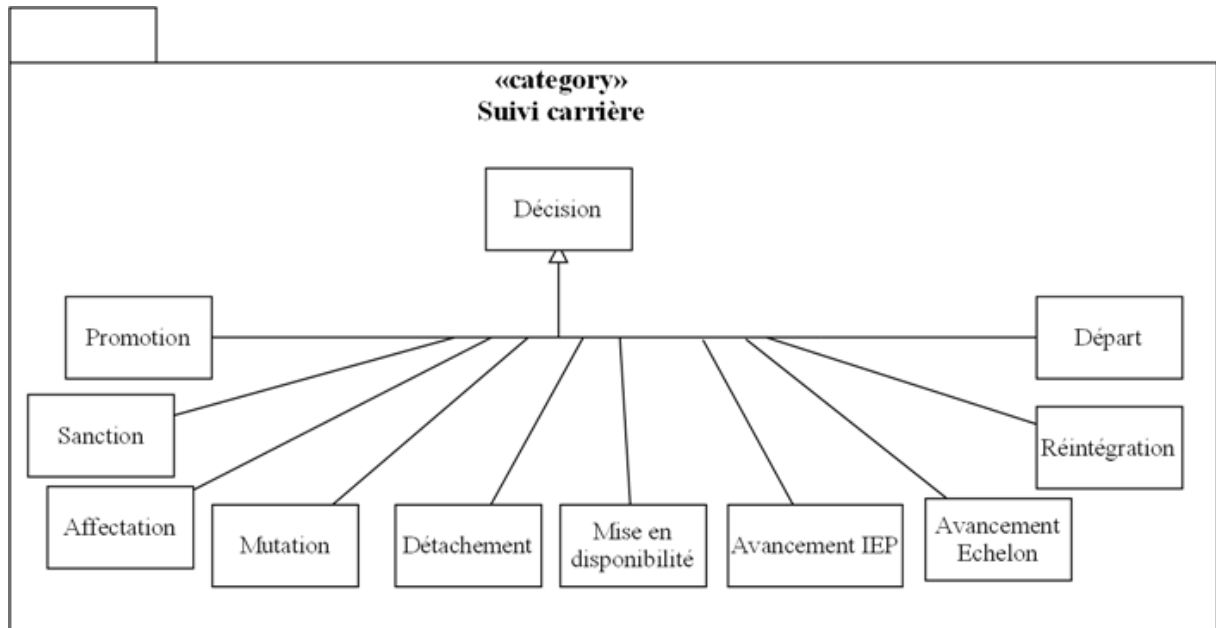 «category»
Suivi carrière
Décision
Promotion
Départ
Sanction
Réintégration
Affectation
Mutation
Détachement
Mise en
disponibilité
Avancement IEP
Avancement
Echelon